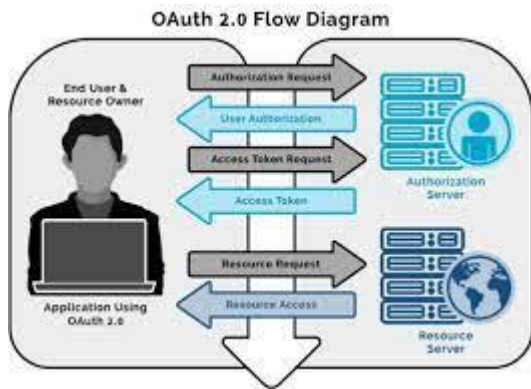 OAuth 2.0 Flow Diagram
End User &
Resource Owner
Application Using
OAuth 2.0
Authorization Request
User Authorization
Access Token Request
Access Token
Resource Request
Resource Access
Authorization
Server
Resource
Server